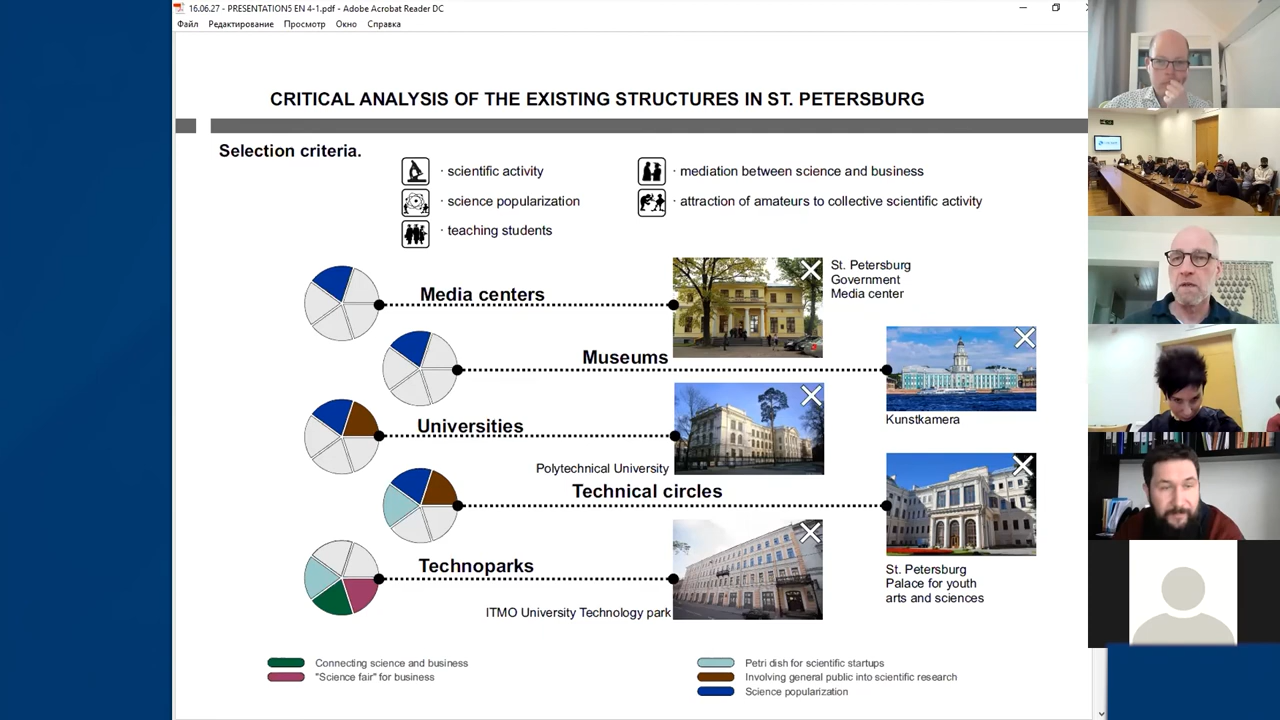 16.06.27 - PRESENTATION5 EN 4-1.pdf - Adobe Acrobat Reader DC
Файл Редактирование Просмотр Окно Справка
CRITICAL ANALYSIS OF THE EXISTING STRUCTURES IN ST. PETERSBURG
Selection criteria.
· scientific activity
· science popularization
· teaching students
· mediation between science and business
· attraction of amateurs to collective scientific activity
Media centers
St. Petersburg
Government
Media center
Museums
Kunstkamera
Universities
Polytechnical University
Technical circles
St. Petersburg
Palace for youth
arts and sciences
Technoparks
ITMO University Technology park
Connecting science and business
"Science fair" for business
Petri dish for scientific startups
Involving general public into scientific research
Science popularization